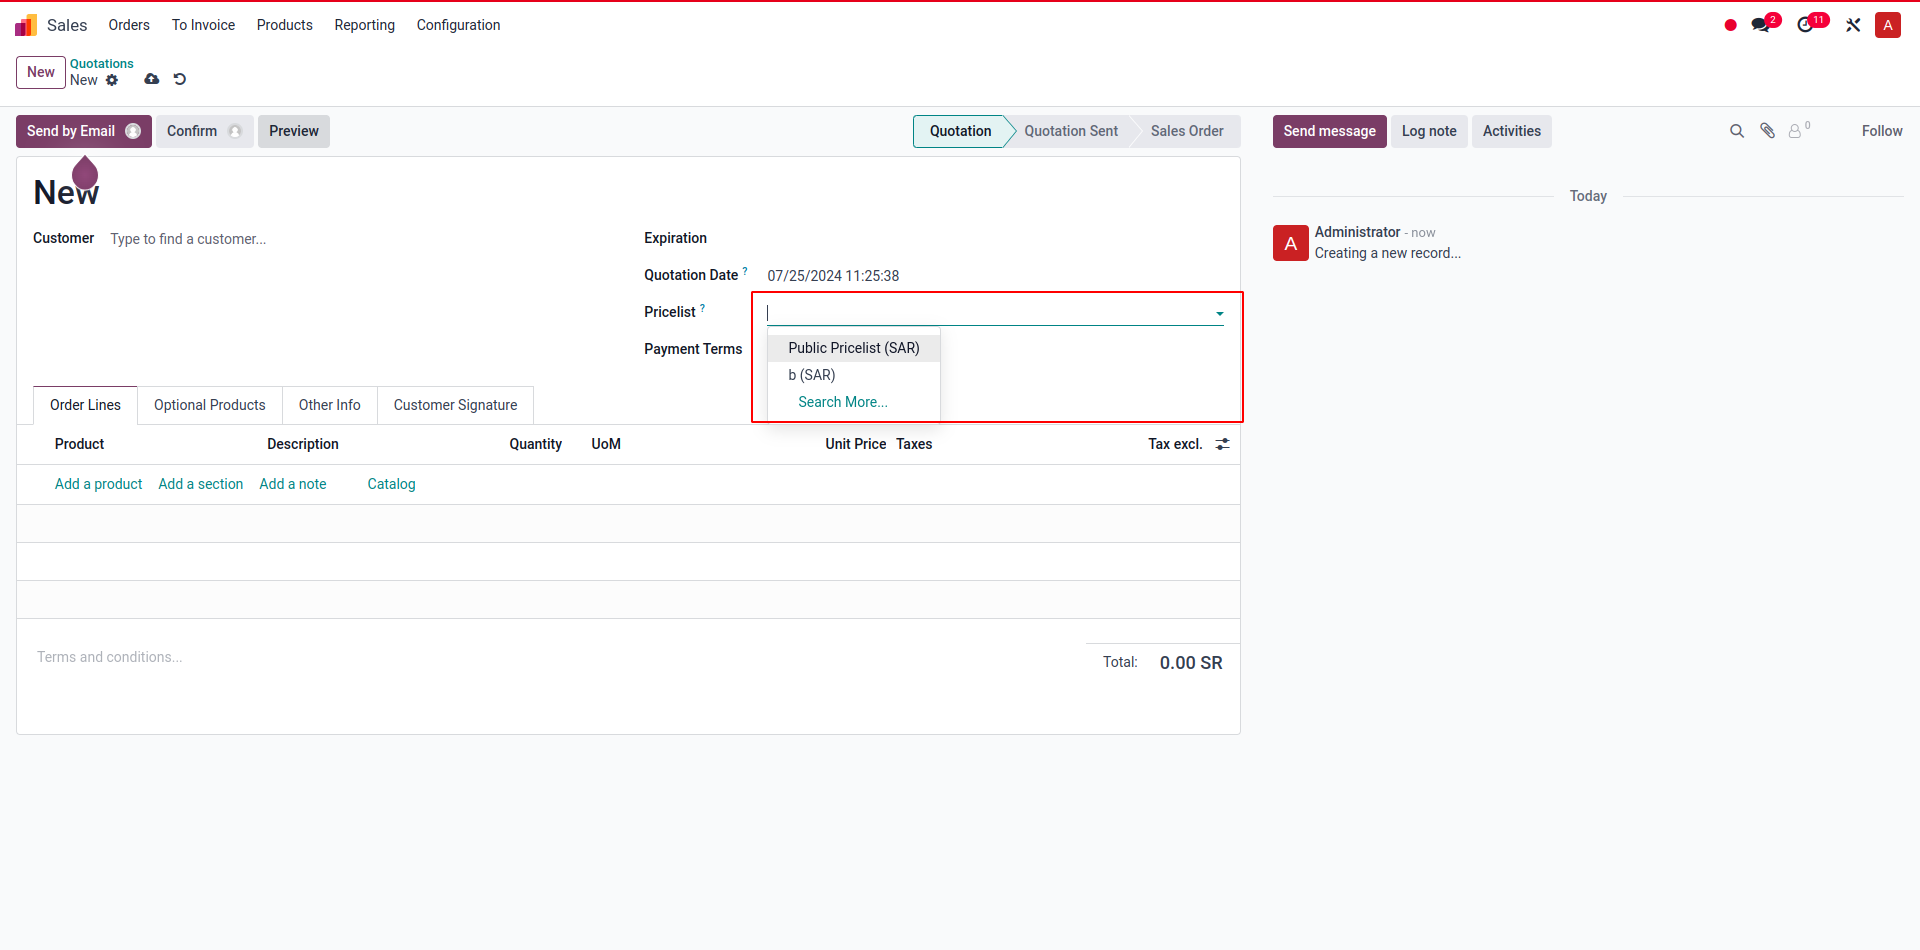 Sales Orders To Invoice Products Reporting Configuration 2 11 A
New Quotations
New
Send by Email Confirm Preview Quotation Quotation Sent Sales Order Send message Log note Activities 0 Follow
New
Customer Type to find a customer...
Expiration
Quotation Date ? 07/25/2024 11:25:38
Pricelist ?
Public Pricelist (SAR)
b (SAR)
Search More...
Payment Terms
Order Lines Optional Products Other Info Customer Signature
Product Description Quantity UoM Unit Price Taxes Tax excl.
Add a product Add a section Add a note Catalog
Terms and conditions...
Total: 0.00 SR
Today
A Administrator - now
Creating a new record...